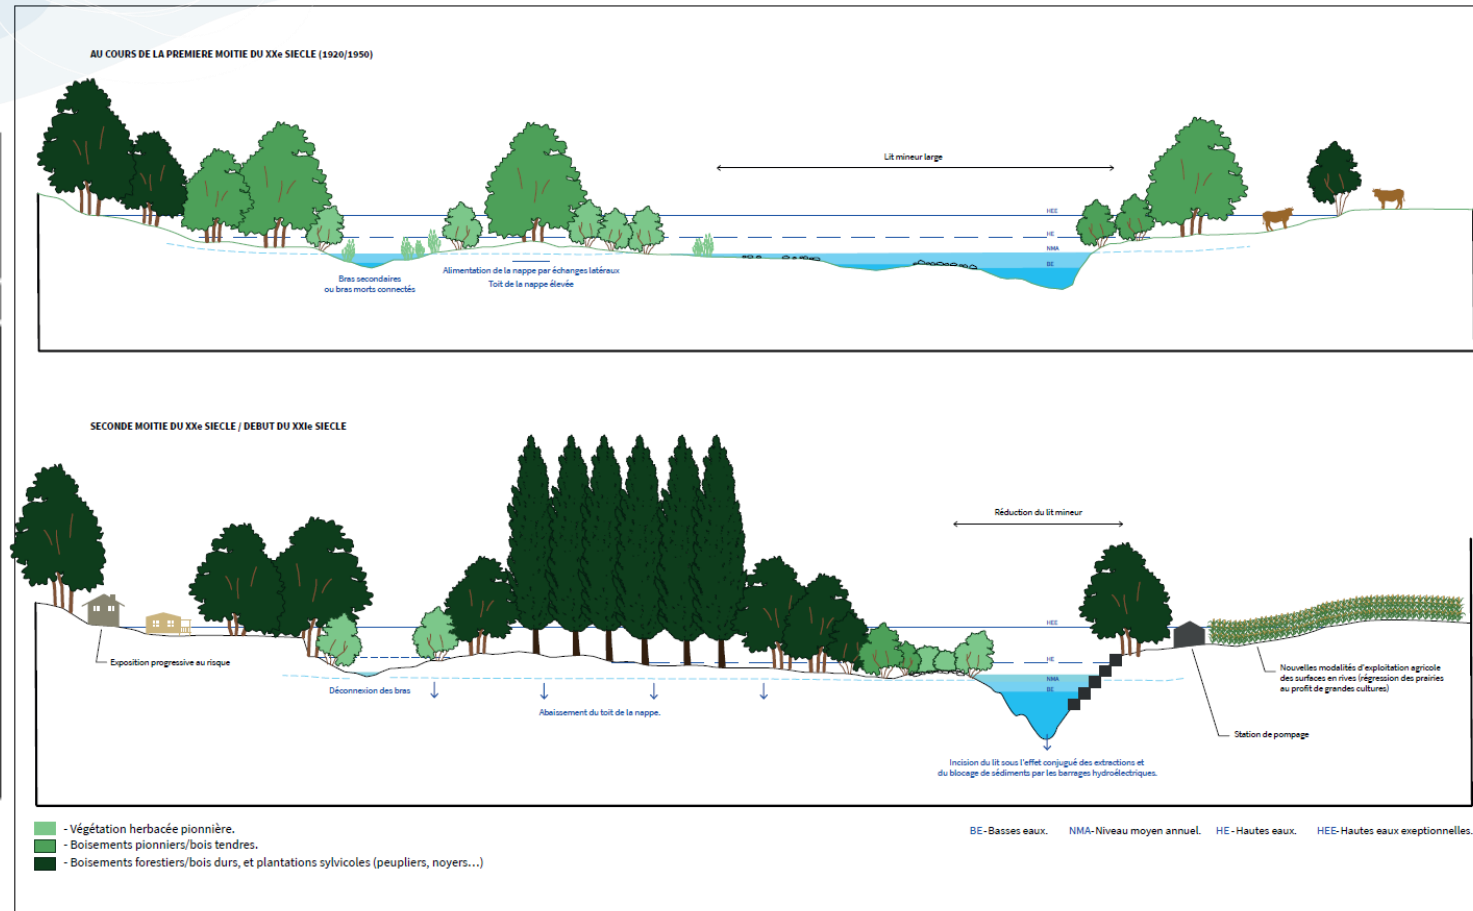 AU COURS DE LA PREMIERE MOITIE DU XXe SIECLE (1920/1950)
Lit mineur large
HEE
HE
NMA
BE
Bras secondaires
ou bras morts connectés
Alimentation de la nappe par échanges latéraux
Toit de la nappe élevée
SECONDE MOITIE DU XXe SIECLE / DEBUT DU XXIe SIECLE
Réduction du lit mineur
HEE
HE
NMA
BE
Exposition progressive au risque
Déconnexion des bras
Abaissement du toit de la nappe.
Nouvelles modalités d'exploitation agricole
des surfaces en rives (régression des prairies
au profit de grandes cultures)
Station de pompage
Incision du lit sous l'effet conjugué des extractions et
du blocage de sédiments par les barrages hydroélectriques.
- Végétation herbacée pionnière.
- Boisements pionniers/bois tendres.
- Boisements forestiers/bois durs, et plantations sylvicoles (peupliers, noyers...)
BE-Basses eaux. NMA-Niveau moyen annuel. HE-Hautes eaux. HEE-Hautes eaux exeptionnelles.